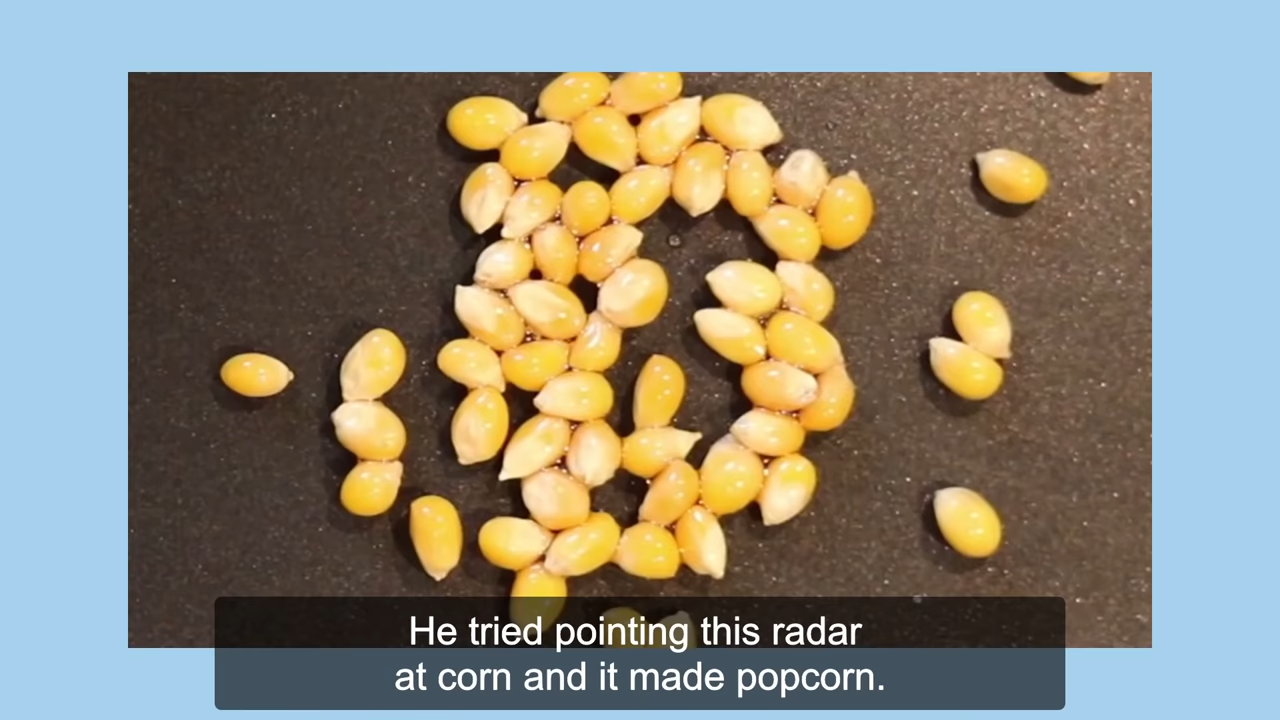 He tried pointing this radar
at corn and it made popcorn.